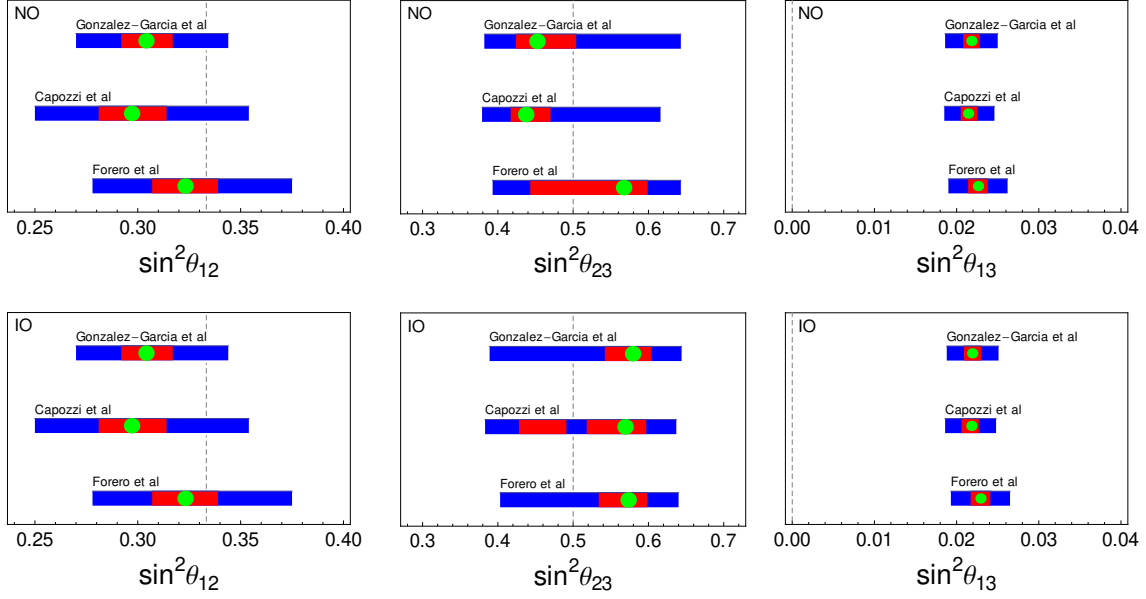 NO
Gonzalez-Garcia et al
Capozzi et al
Forero et al
0.25 0.30 0.35 0.40
sin²θ₁₂
NO
Gonzalez-Garcia et al
Capozzi et al
Forero et al
0.3 0.4 0.5 0.6 0.7
sin²θ₂₃
NO
Gonzalez-Garcia et al
Capozzi et al
Forero et al
0.00 0.01 0.02 0.03 0.04
sin²θ₁₃
IO
Gonzalez-Garcia et al
Capozzi et al
Forero et al
0.25 0.30 0.35 0.40
sin²θ₁₂
IO
Gonzalez-Garcia et al
Capozzi et al
Forero et al
0.3 0.4 0.5 0.6 0.7
sin²θ₂₃
IO
Gonzalez-Garcia et al
Capozzi et al
Forero et al
0.00 0.01 0.02 0.03 0.04
sin²θ₁₃